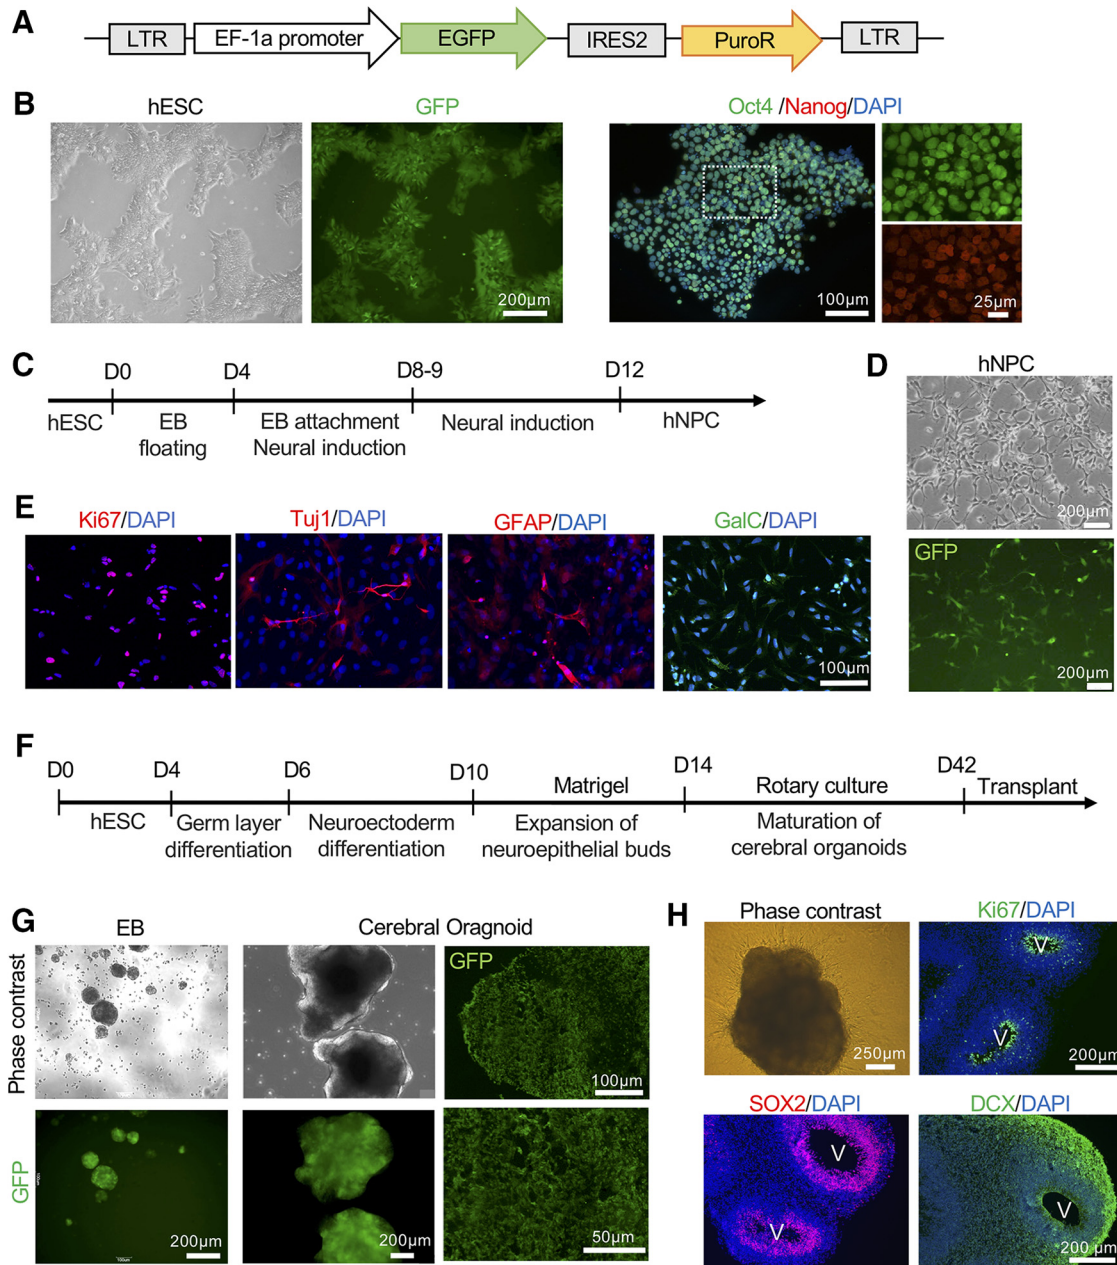 A
LTR
EF-1a promoter
EGFP
IRES2
PuroR
LTR
B
hESC
GFP
200µm
Oct4 /Nanog/DAPI
100µm
25µm
C
D0
D4
D8-9
D12
hESC
EB
floating
EB attachment
Neural induction
Neural induction
hNPC
D
hNPC
200µm
GFP
200µm
E
Ki67/DAPI
Tuj1/DAPI
GFAP/DAPI
GalC/DAPI
100µm
F
D0
D4
D6
D10
D14
D42
Matrigel
Rotary culture
Transplant
hESC
Germ layer
differentiation
Neuroectoderm
differentiation
Expansion of
neuroepithelial buds
Maturation of
cerebral organoids
G
EB
Cerebral Oragnoid
Phase contrast
GFP
100µm
GFP
200µm
200µm
50µm
H
Phase contrast
250µm
Ki67/DAPI
V
V
200µm
SOX2/DAPI
V
V
DCX/DAPI
V
200 µm